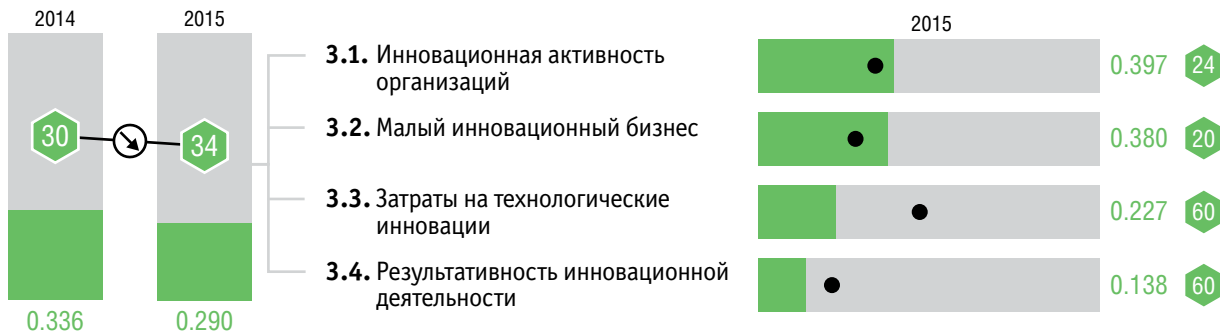 2014
2015
30
34
0.336
0.290
3.1. Инновационная активность
организаций
3.2. Малый инновационный бизнес
3.3. Затраты на технологические
инновации
3.4. Результативность инновационной
деятельности
2015
0.397 24
0.380 20
0.227 60
0.138 60